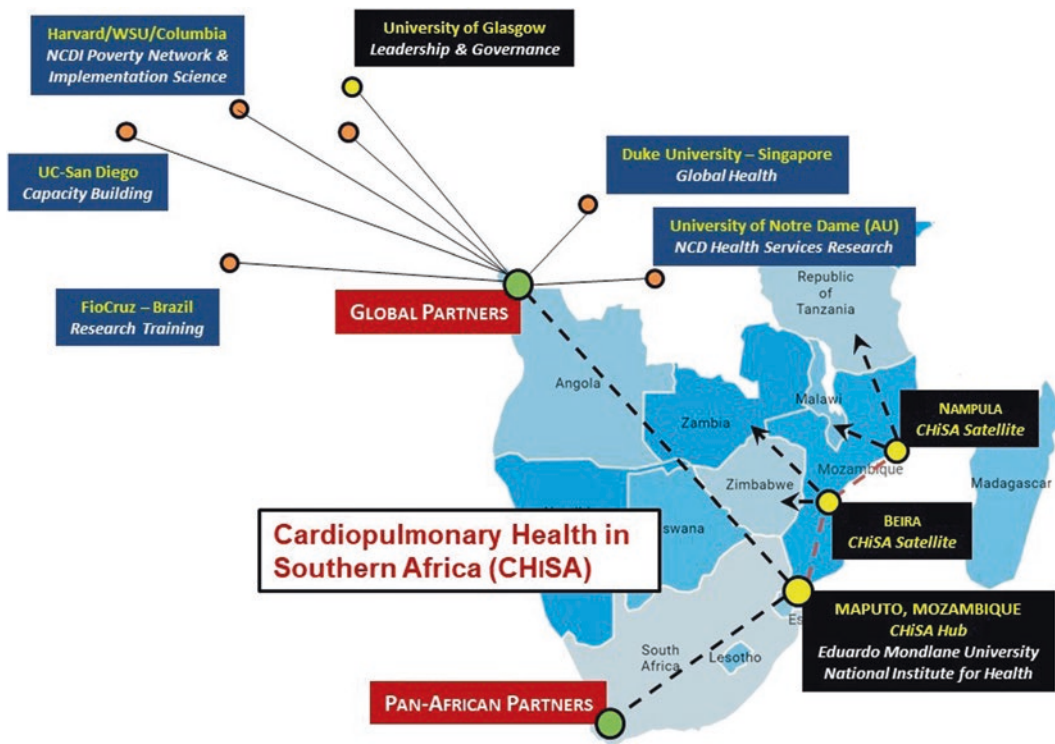 Harvard/WSU/Columbia
NCDI Poverty Network &
Implementation Science
University of Glasgow
Leadership & Governance
UC-San Diego
Capacity Building
Duke University – Singapore
Global Health
University of Notre Dame (AU)
NCD Health Services Research
FioCruz – Brazil
Research Training
GLOBAL PARTNERS
Republic
of
Tanzania
Angola
Malawi
Zambia
NAMPULA
CHiSA Satellite
Mozambique
Zimbabwe
Madagascar
BEIRA
CHiSA Satellite
Cardiopulmonary Health in
Southern Africa (CHiSA)
swana
MAPUTO, MOZAMBIQUE
CHiSA Hub
Eduardo Mondlane University
National Institute for Health
Es
South
Africa
Lesotho
PAN-AFRICAN PARTNERS